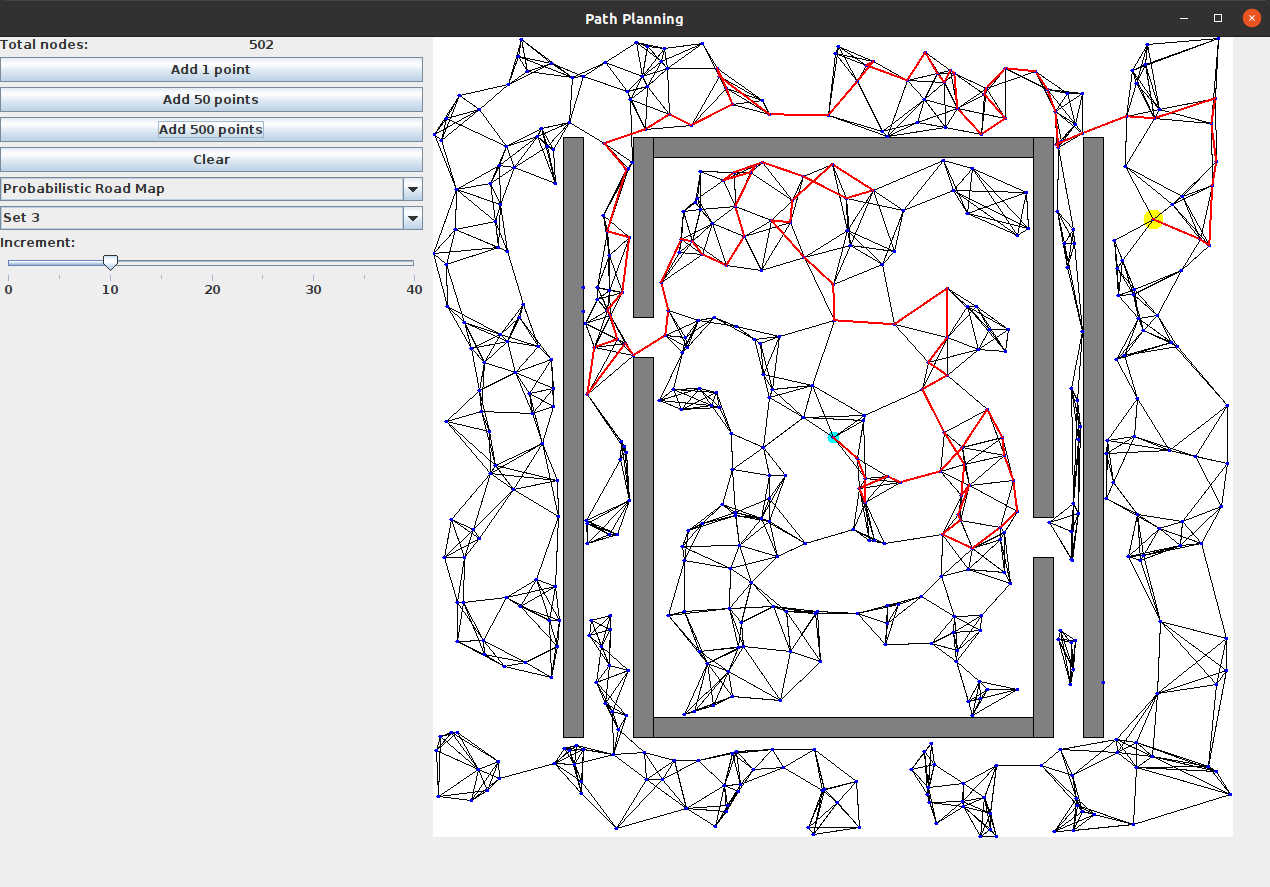 Path Planning
Total nodes: 502
Add 1 point
Add 50 points
Add 500 points
Clear
Probabilistic Road Map
Set 3
Increment:
0 10 20 30 40